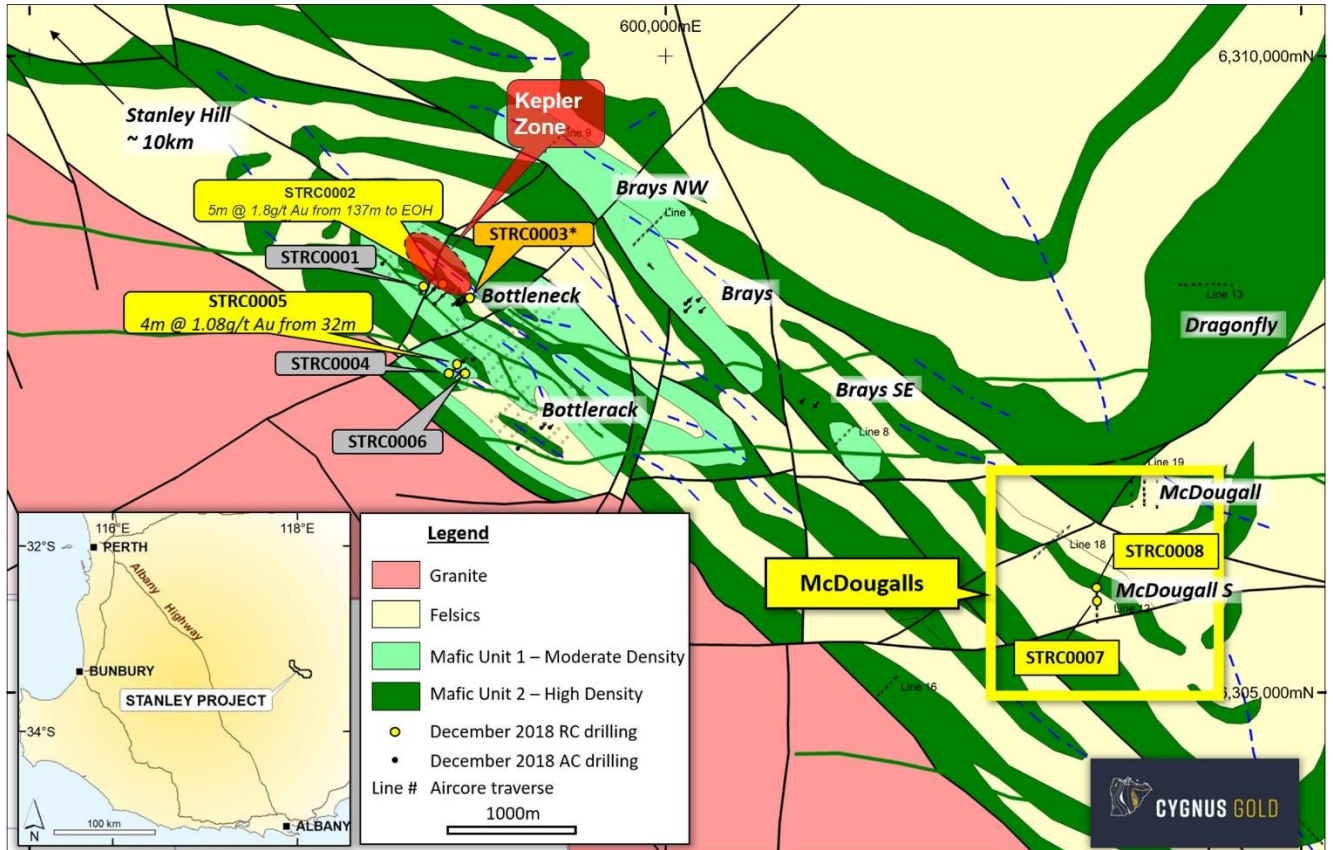 600,000mE
6,310,000mN
Stanley Hill
~ 10km
Kepler
Zone
Line 9
Brays NW
Line 7
STRC0002
5m @ 1.8g/t Au from 137m to EOH
STRC0003*
STRC0001
Bottleneck
Brays
Line 13
Dragonfly
STRC0005
4m @ 1.08g/t Au from 32m
STRC0004
Brays SE
Bottlerack
Line 8
STRC0006
Line 19
McDougall
Line 18
STRC0008
McDougalls
McDougall S
STRC0007
Line 16
6,305,000mN
116°E
118°E
32°S
PERTH
Albany Highway
BUNBURY
STANLEY PROJECT
34°S
ALBANY
100 km
N
Legend
Granite
Felsics
Mafic Unit 1 – Moderate Density
Mafic Unit 2 – High Density
December 2018 RC drilling
December 2018 AC drilling
Line # Aircore traverse
1000m
CYGNUS GOLD